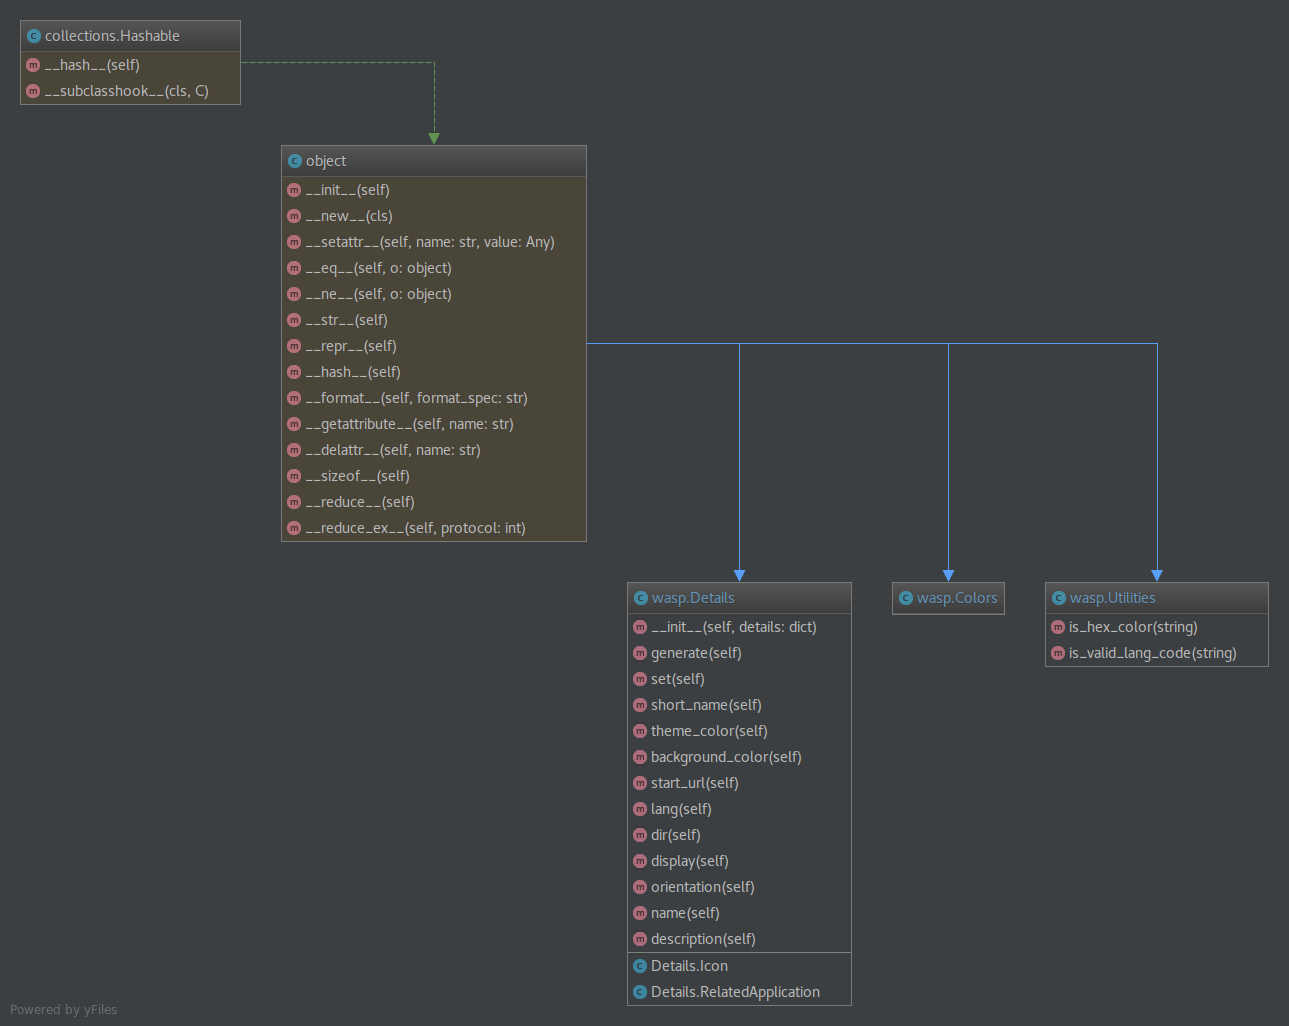 collections.Hashable
__hash__(self)
__subclasshook__(cls, C)
object
__init__(self)
__new__(cls)
__setattr__(self, name: str, value: Any)
__eq__(self, o: object)
__ne__(self, o: object)
__str__(self)
__repr__(self)
__hash__(self)
__format__(self, format_spec: str)
__getattribute__(self, name: str)
__delattr__(self, name: str)
__sizeof__(self)
__reduce__(self)
__reduce_ex__(self, protocol: int)
wasp.Details
__init__(self, details: dict)
generate(self)
set(self)
short_name(self)
theme_color(self)
background_color(self)
start_url(self)
lang(self)
dir(self)
display(self)
orientation(self)
name(self)
description(self)
Details.Icon
Details.RelatedApplication
wasp.Colors
wasp.Utilities
is_hex_color(string)
is_valid_lang_code(string)
Powered by yFiles